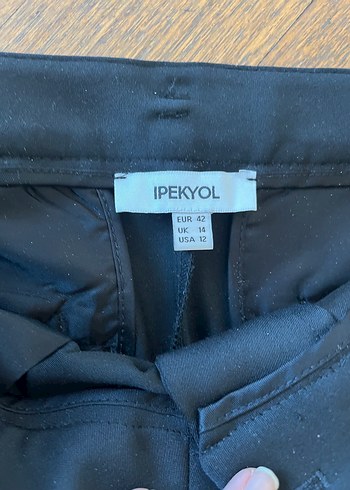 IPEKYOL
EUR 42
UK 14
USA 12